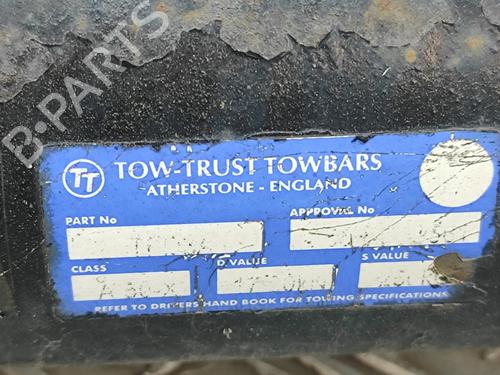 B-PARTS
TT TOW-TRUST TOWBARS
ATHERSTONE - ENGLAND
PART No APPROVAL No
CLASS D VALUE S VALUE
REFER TO DRIVERS HAND BOOK FOR TOWING SPECIFICATIONS